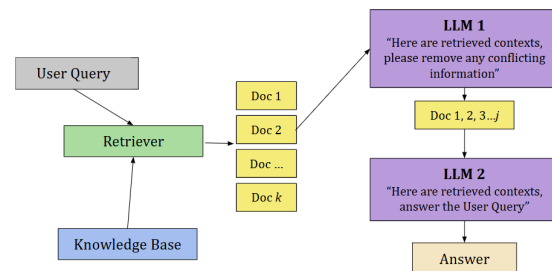 User Query
Retriever
Knowledge Base
Doc 1
Doc 2
Doc ...
Doc k
LLM 1
“Here are retrieved contexts,
please remove any conflicting
information”
Doc 1, 2, 3...j
LLM 2
“Here are retrieved contexts,
answer the User Query”
Answer